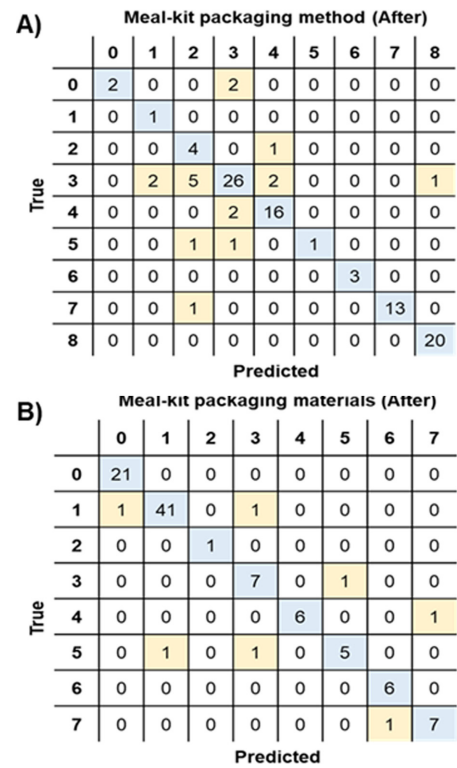 A)
Meal-kit packaging method (After)
0 1 2 3 4 5 6 7 8
0 2 0 0 2 0 0 0 0 0
1 0 1 0 0 0 0 0 0 0
2 0 0 4 0 1 0 0 0 0
3 0 2 5 26 2 0 0 0 1
4 0 0 0 2 16 0 0 0 0
5 0 0 1 1 0 1 0 0 0
6 0 0 0 0 0 0 3 0 0
7 0 0 1 0 0 0 0 13 0
8 0 0 0 0 0 0 0 0 20
True
Predicted
B)
Meal-kit packaging materials (After)
0 1 2 3 4 5 6 7
0 21 0 0 0 0 0 0 0
1 1 41 0 1 0 0 0 0
2 0 0 1 0 0 0 0 0
3 0 0 0 7 0 1 0 0
4 0 0 0 0 6 0 0 1
5 0 1 0 1 0 5 0 0
6 0 0 0 0 0 0 6 0
7 0 0 0 0 0 0 1 7
True
Predicted